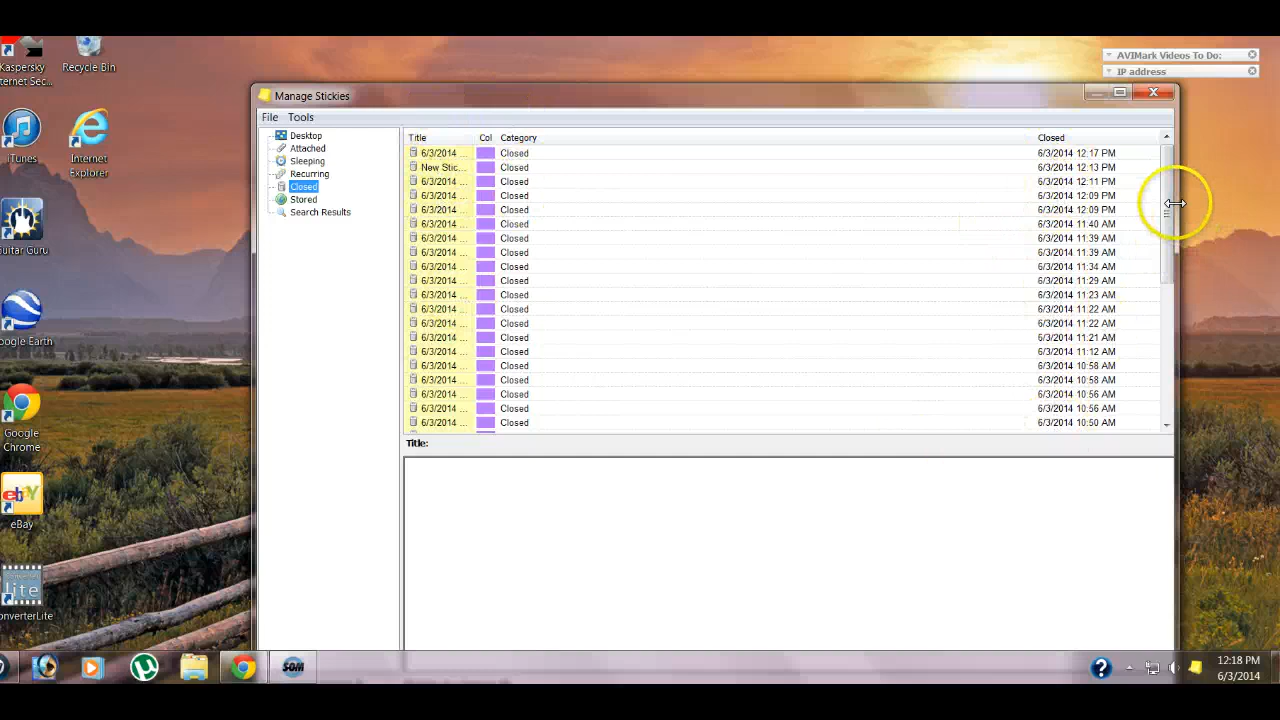 Kaspersky
ternet Sec...
Recycle Bin
AVIMark Videos To Do:
IP address
Manage Stickies
File Tools
Desktop
Attached
Sleeping
Recurring
Closed
Stored
Search Results
Title Col Category Closed
6/3/2014 ... Closed 6/3/2014 12:17 PM
New Stic... Closed 6/3/2014 12:13 PM
6/3/2014 ... Closed 6/3/2014 12:11 PM
6/3/2014 ... Closed 6/3/2014 12:09 PM
6/3/2014 ... Closed 6/3/2014 12:09 PM
6/3/2014 ... Closed 6/3/2014 11:40 AM
6/3/2014 ... Closed 6/3/2014 11:39 AM
6/3/2014 ... Closed 6/3/2014 11:39 AM
6/3/2014 ... Closed 6/3/2014 11:34 AM
6/3/2014 ... Closed 6/3/2014 11:29 AM
6/3/2014 ... Closed 6/3/2014 11:23 AM
6/3/2014 ... Closed 6/3/2014 11:22 AM
6/3/2014 ... Closed 6/3/2014 11:22 AM
6/3/2014 ... Closed 6/3/2014 11:21 AM
6/3/2014 ... Closed 6/3/2014 11:12 AM
6/3/2014 ... Closed 6/3/2014 10:58 AM
6/3/2014 ... Closed 6/3/2014 10:58 AM
6/3/2014 ... Closed 6/3/2014 10:56 AM
6/3/2014 ... Closed 6/3/2014 10:56 AM
6/3/2014 ... Closed 6/3/2014 10:50 AM
Title:
iTunes
Internet
Explorer
Guitar Guru
oogle Earth
Google
Chrome
ebY
eBay
lite
onverterLite
SOM
?
12:18 PM
6/3/2014